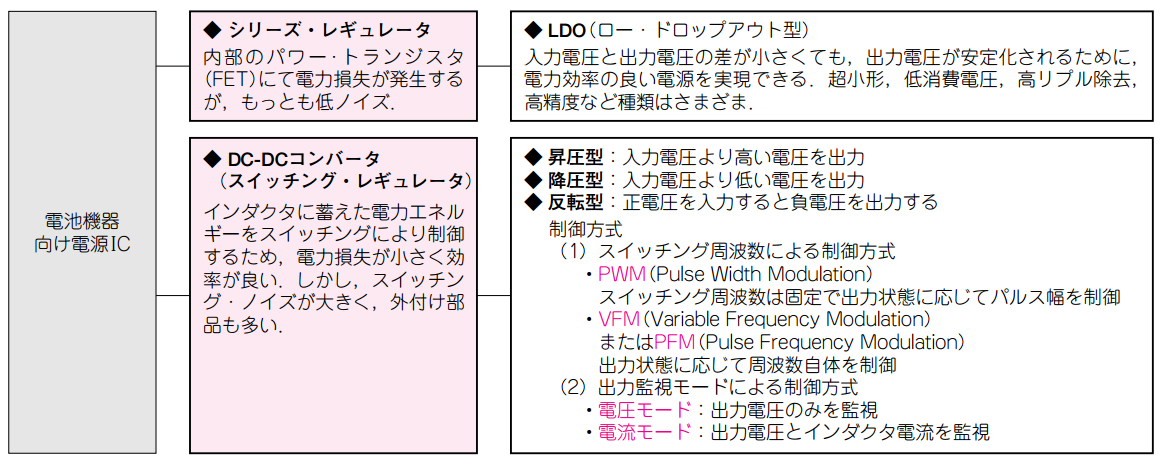 電池機器
向け電源IC
◆ シリーズ・レギュレータ
内部のパワー・トランジスタ
(FET)にて電力損失が発生する
が，もっとも低ノイズ．
◆ LDO(ロー・ドロップアウト型)
入力電圧と出力電圧の差が小さくても，出力電圧が安定化されるために，
電力効率の良い電源を実現できる．超小形，低消費電圧，高リプル除去，
高精度など種類はさまざま．
◆ DC-DCコンバータ
(スイッチング・レギュレータ)
インダクタに蓄えた電力エネル
ギーをスイッチングにより制御
するため，電力損失が小さく効
率が良い．しかし，スイッチン
グ・ノイズが大きく，外付け部
品も多い．
◆ 昇圧型：入力電圧より高い電圧を出力
◆ 降圧型：入力電圧より低い電圧を出力
◆ 反転型：正電圧を入力すると負電圧を出力する
制御方式
(1) スイッチング周波数による制御方式
・PWM(Pulse Width Modulation)
スイッチング周波数は固定で出力状態に応じてパルス幅を制御
・VFM(Variable Frequency Modulation)
またはPFM(Pulse Frequency Modulation)
出力状態に応じて周波数自体を制御
(2) 出力監視モードによる制御方式
・電圧モード：出力電圧のみを監視
・電流モード：出力電圧とインダクタ電流を監視